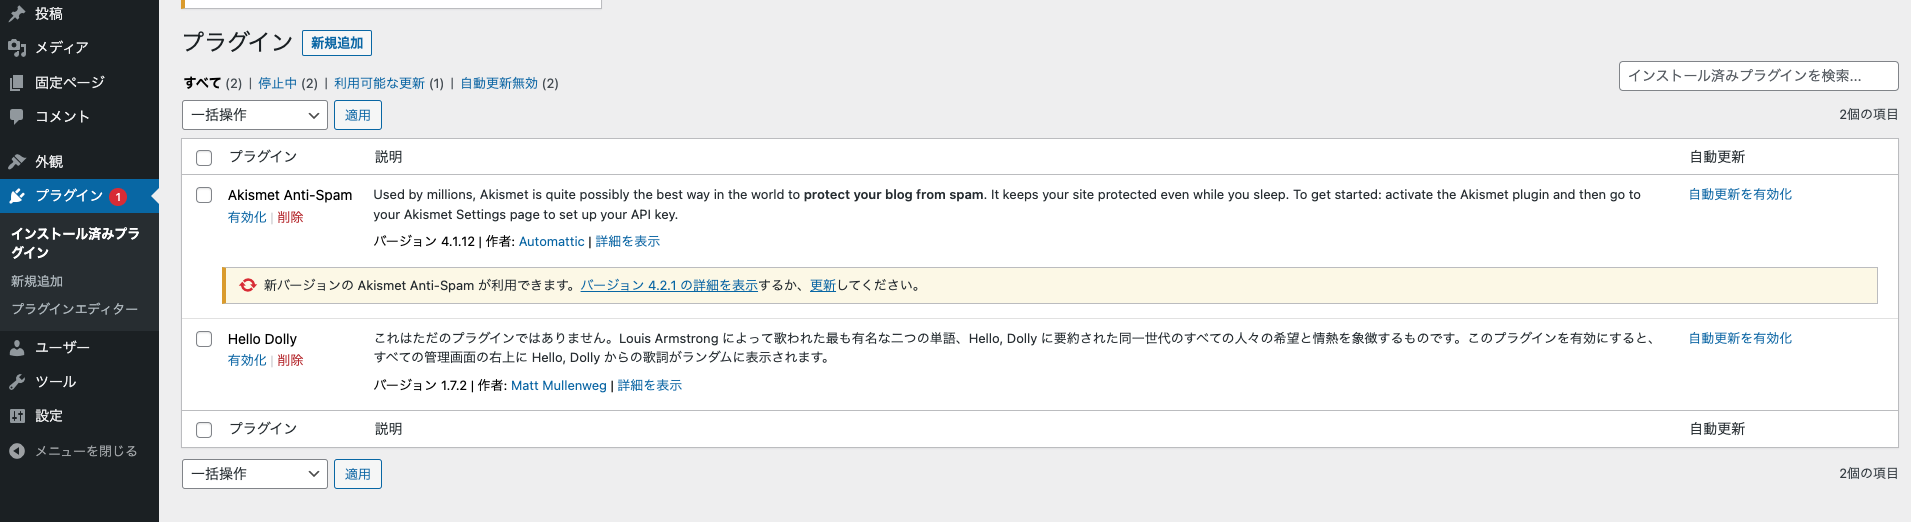 投稿
メディア
固定ページ
コメント
外観
プラグイン 1
インストール済みプラ
グイン
新規追加
プラグインエディター
ユーザー
ツール
設定
メニューを閉じる
プラグイン 新規追加
すべて (2) | 停止中 (2) | 利用可能な更新 (1) | 自動更新無効 (2)
インストール済みプラグインを検索...
一括操作 適用
2個の項目
プラグイン 説明 自動更新
Akismet Anti-Spam
有効化 | 削除
Used by millions, Akismet is quite possibly the best way in the world to protect your blog from spam. It keeps your site protected even while you sleep. To get started: activate the Akismet plugin and then go to
your Akismet Settings page to set up your API key.
バージョン 4.1.12 | 作者: Automattic | 詳細を表示
自動更新を有効化
新バージョンの Akismet Anti-Spam が利用できます。バージョン 4.2.1 の詳細を表示するか、更新してください。
Hello Dolly
有効化 | 削除
これはただのプラグインではありません。Louis Armstrong によって歌われた最も有名な二つの単語、Hello, Dolly に要約された同一世代のすべての人々の希望と情熱を象徴するものです。このプラグインを有効にすると、
すべての管理画面の右上に Hello, Dolly からの歌詞がランダムに表示されます。
バージョン 1.7.2 | 作者: Matt Mullenweg | 詳細を表示
自動更新を有効化
プラグイン 説明 自動更新
一括操作 適用
2個の項目